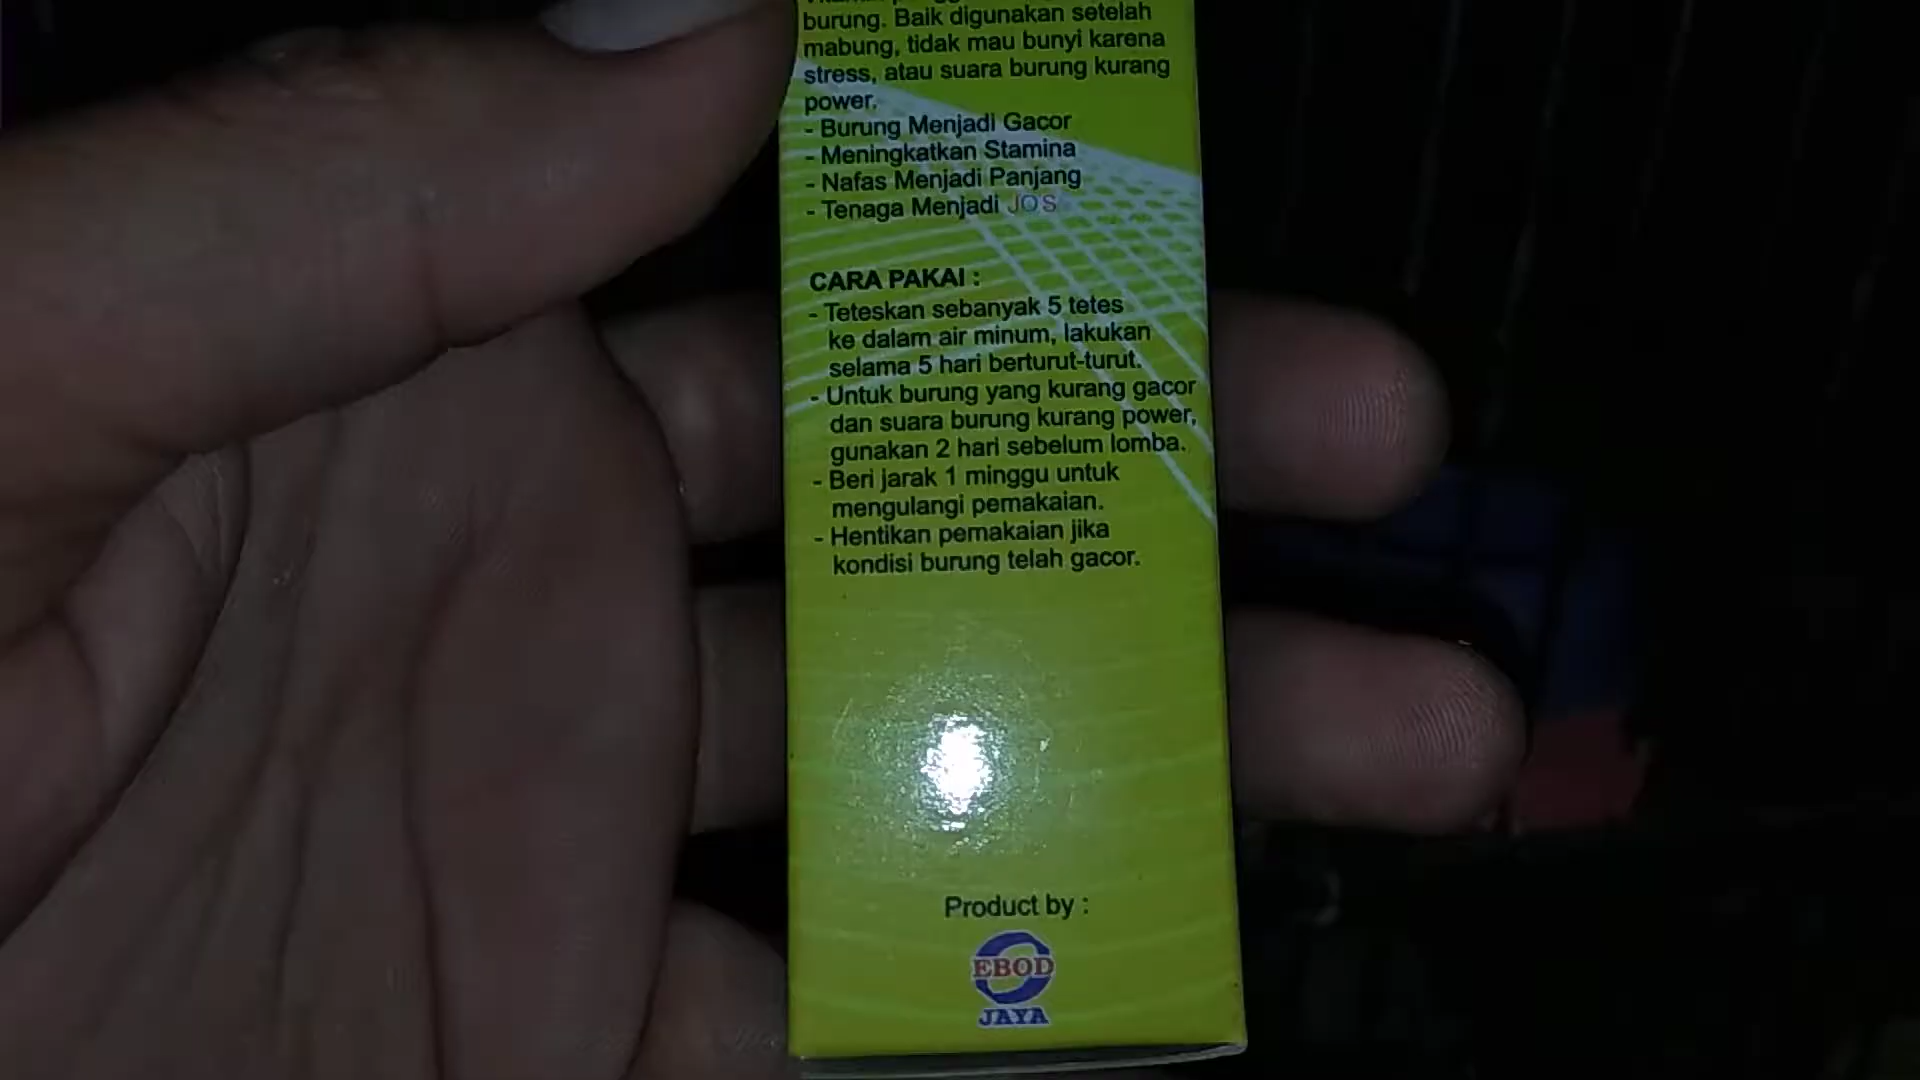 burung. Baik digunakan setelah
mabung, tidak mau bunyi karena
stress, atau suara burung kurang
power.
- Burung Menjadi Gacor
- Meningkatkan Stamina
- Nafas Menjadi Panjang
- Tenaga Menjadi JOS
CARA PAKAI :
- Teteskan sebanyak 5 tetes
ke dalam air minum, lakukan
selama 5 hari berturut-turut.
- Untuk burung yang kurang gacor
dan suara burung kurang power,
gunakan 2 hari sebelum lomba.
- Beri jarak 1 minggu untuk
mengulangi pemakaian.
- Hentikan pemakaian jika
kondisi burung telah gacor.
Product by :
EBOD
JAYA